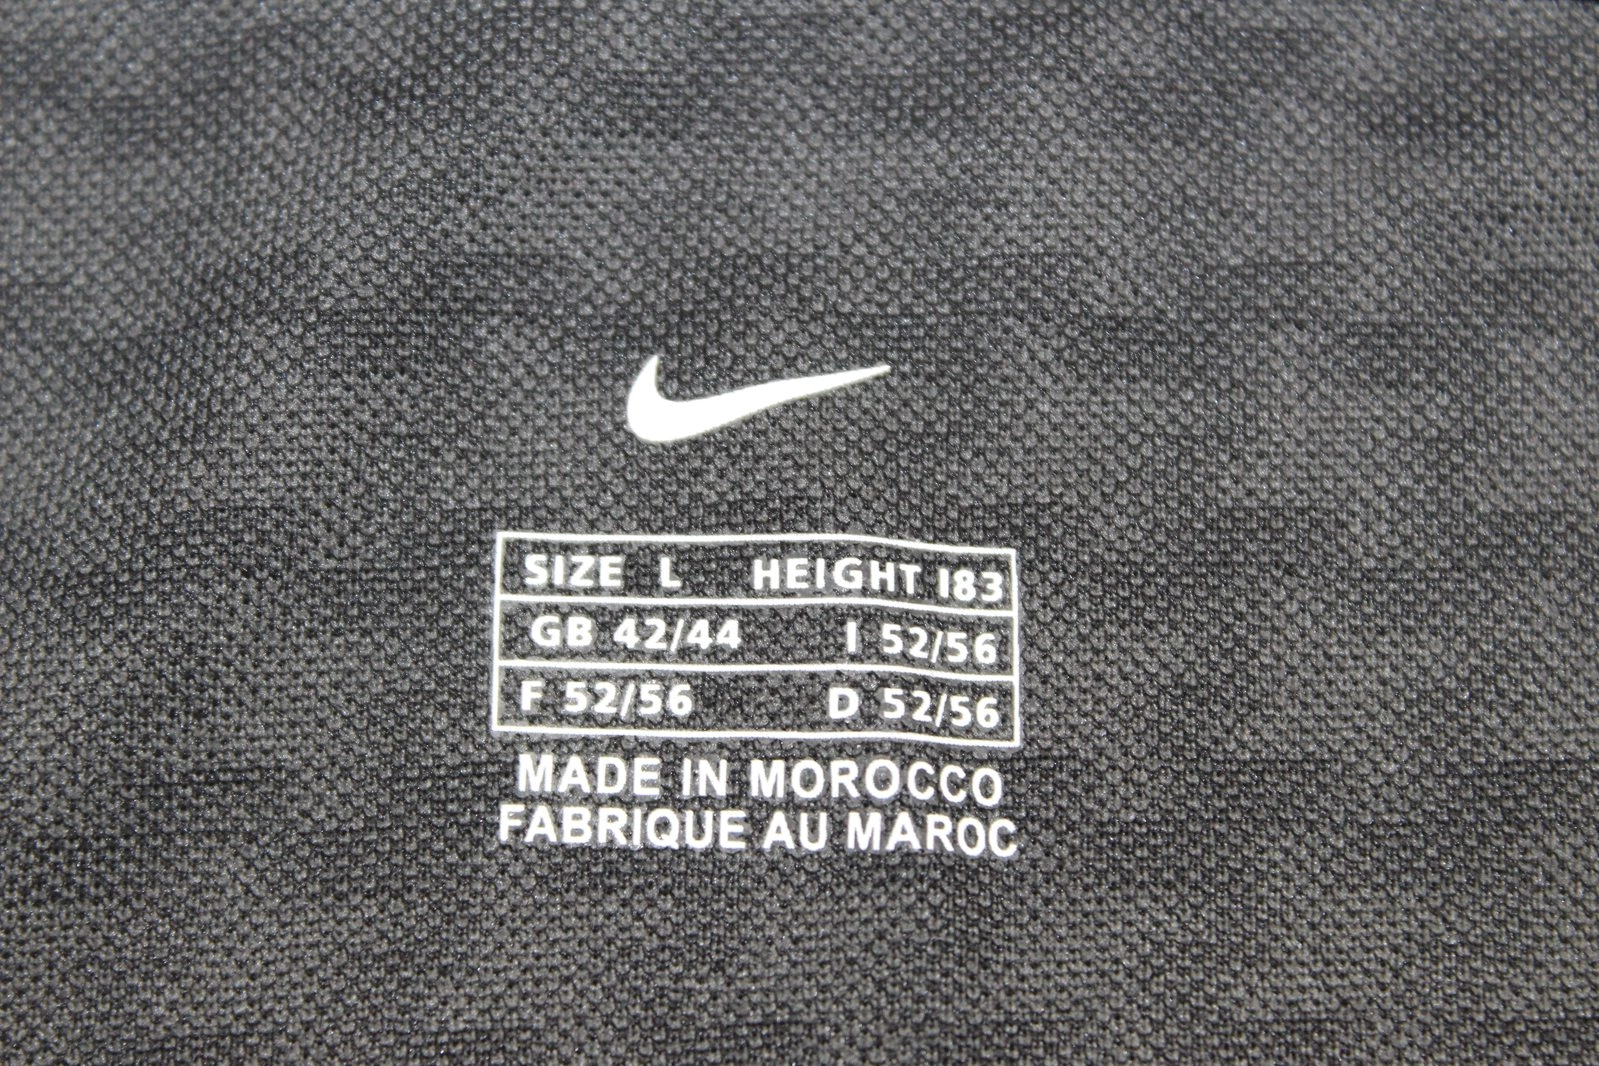 SIZE L HEIGHT 183
GB 42/44 I 52/56
F 52/56 D 52/56
MADE IN MOROCCO
FABRIQUE AU MAROC